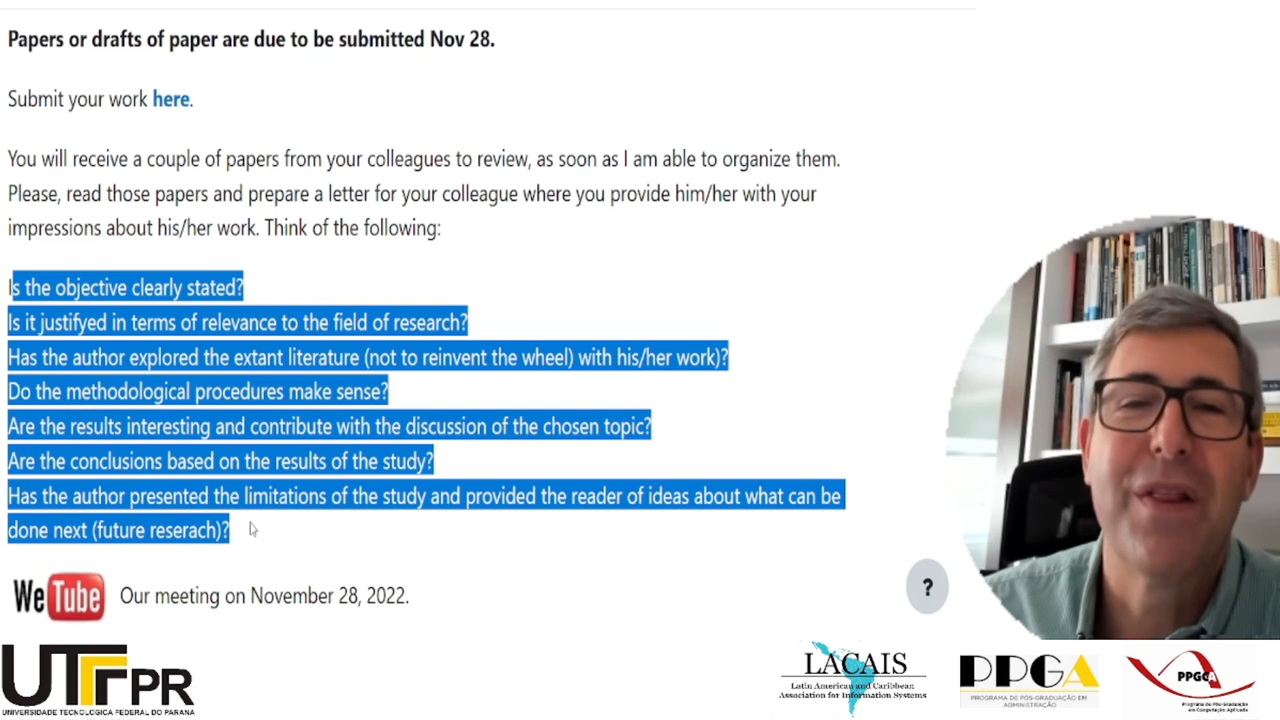 Papers or drafts of paper are due to be submitted Nov 28.
Submit your work here.
You will receive a couple of papers from your colleagues to review, as soon as I am able to organize them.
Please, read those papers and prepare a letter for your colleague where you provide him/her with your
impressions about his/her work. Think of the following:
Is the objective clearly stated?
Is it justifyed in terms of relevance to the field of research?
Has the author explored the extant literature (not to reinvent the wheel) with his/her work)?
Do the methodological procedures make sense?
Are the results interesting and contribute with the discussion of the chosen topic?
Are the conclusions based on the results of the study?
Has the author presented the limitations of the study and provided the reader of ideas about what can be
done next (future reserach)?
WeTube Our meeting on November 28, 2022.
?
UTFPR
UNIVERSIDADE TECNOLÓGICA FEDERAL DO PARANÁ
LACAIS
Latin American and Caribbean
Association for Information Systems
PPGA
PROGRAMA DE PÓS-GRADUAÇÃO EM
ADMINISTRAÇÃO
PPGCA
Programa de Pós-Graduação
em Computação Aplicada